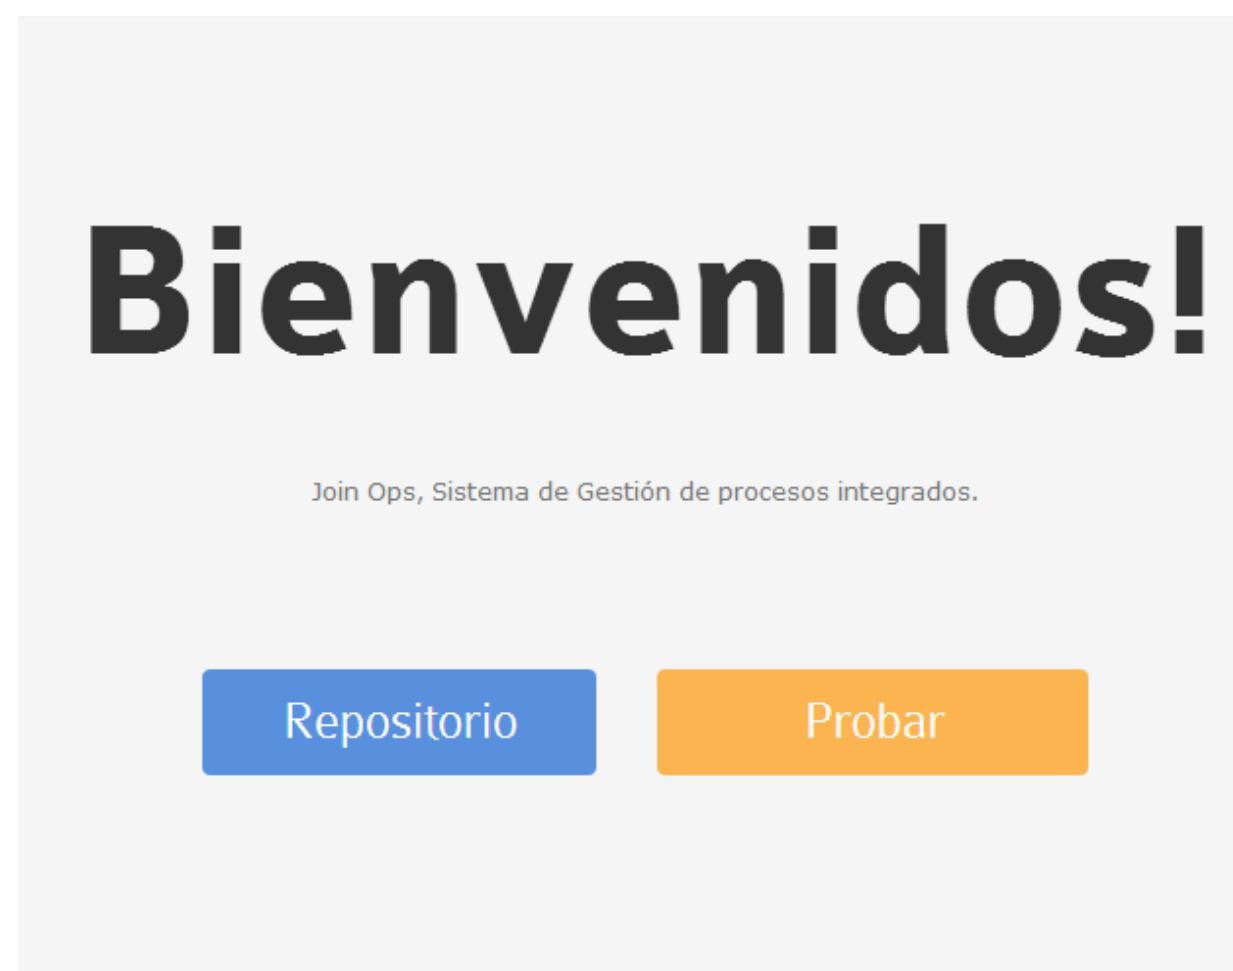 Bienvenidos!
Join Ops, Sistema de Gestión de procesos integrados.
Repositorio
Probar